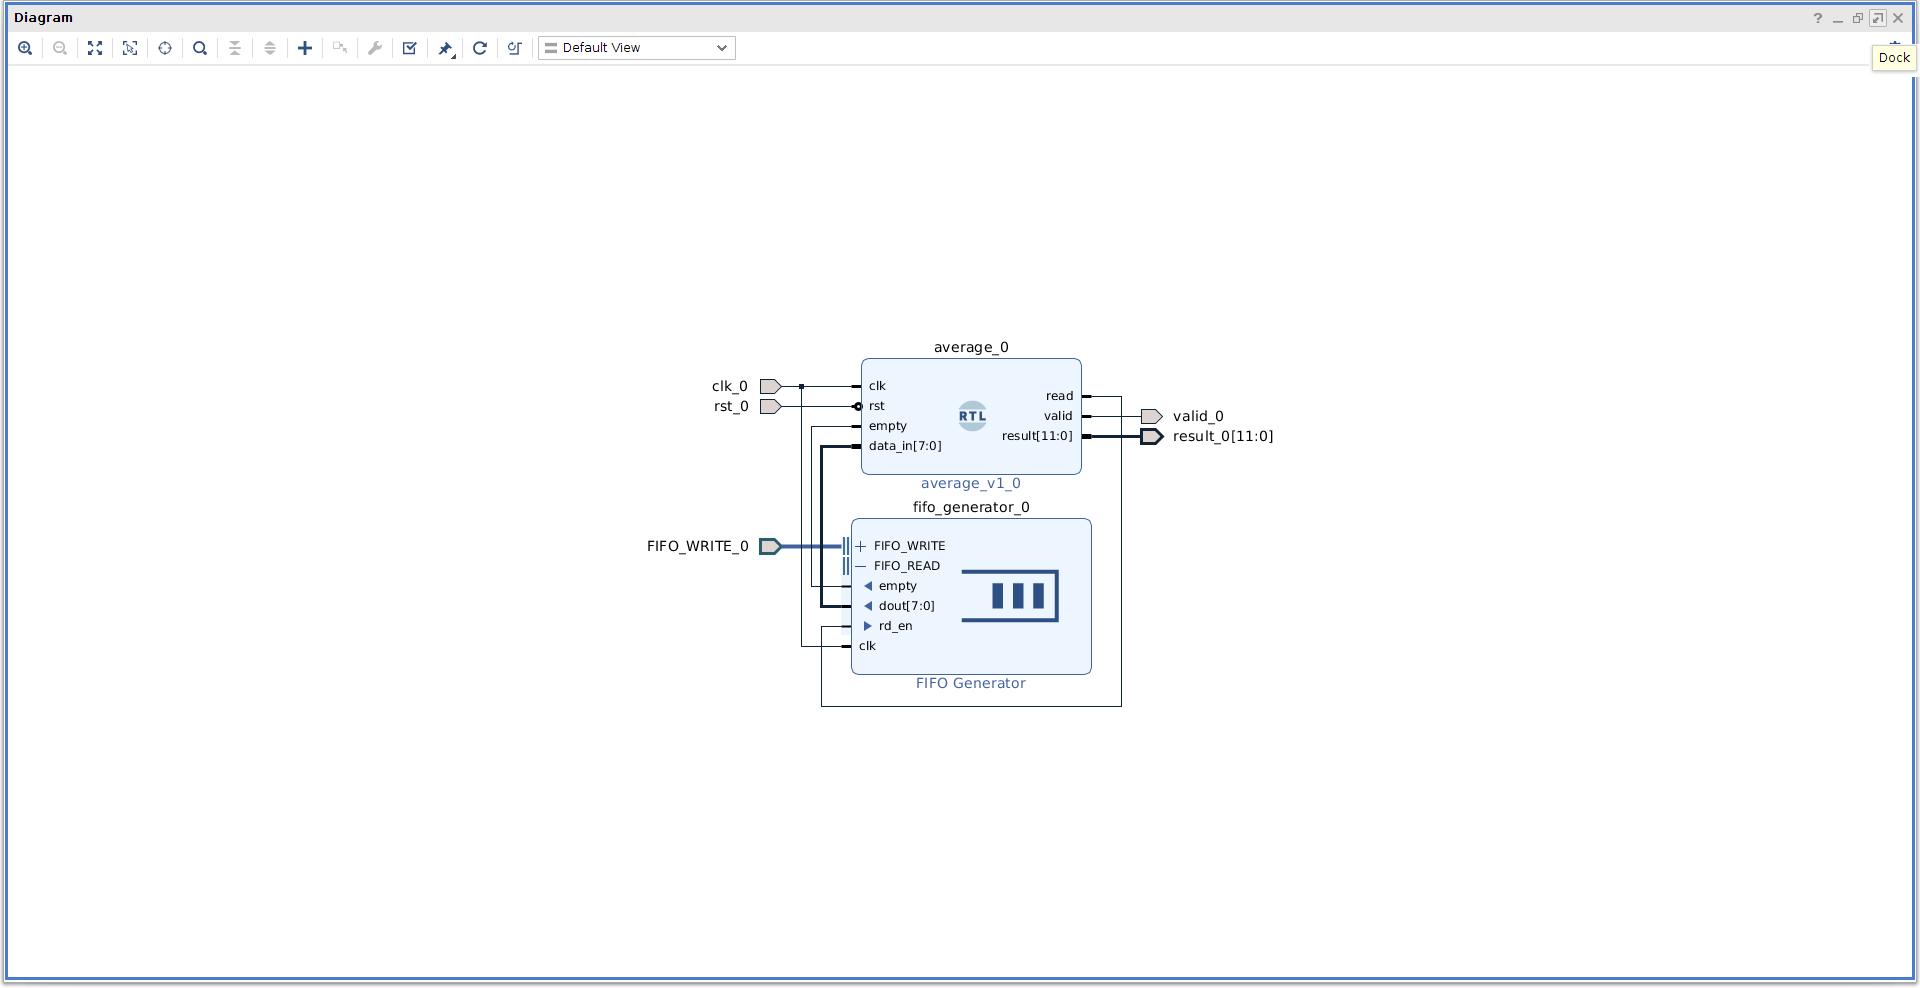 Diagram
Default View
Dock
average_0
clk_0
rst_0
clk
rst
empty
data_in[7:0]
RTL
read
valid
result[11:0]
valid_0
result_0[11:0]
average_v1_0
fifo_generator_0
FIFO_WRITE_0
FIFO_WRITE
FIFO_READ
empty
dout[7:0]
rd_en
clk
FIFO Generator